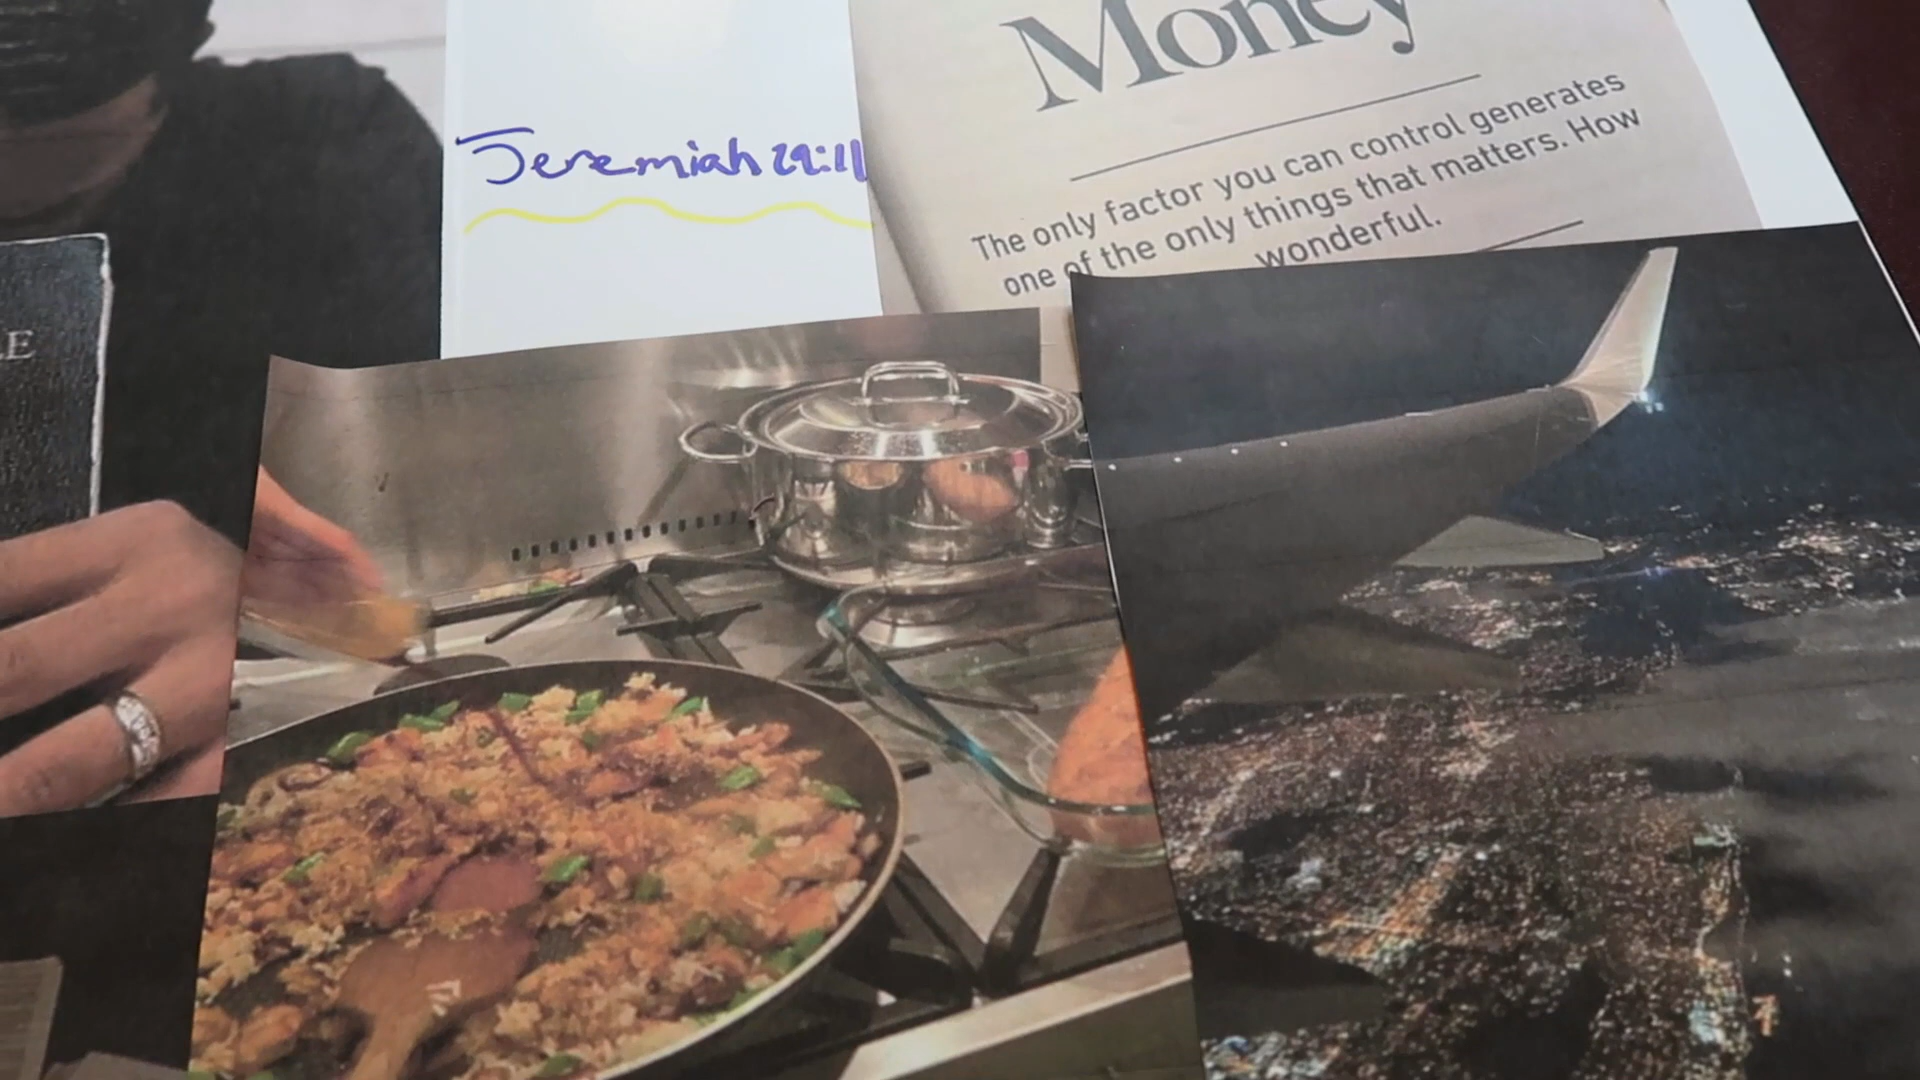 Money
Jeremiah 29:11
The only factor you can control generates
one of the only things that matters. How
wonderful.